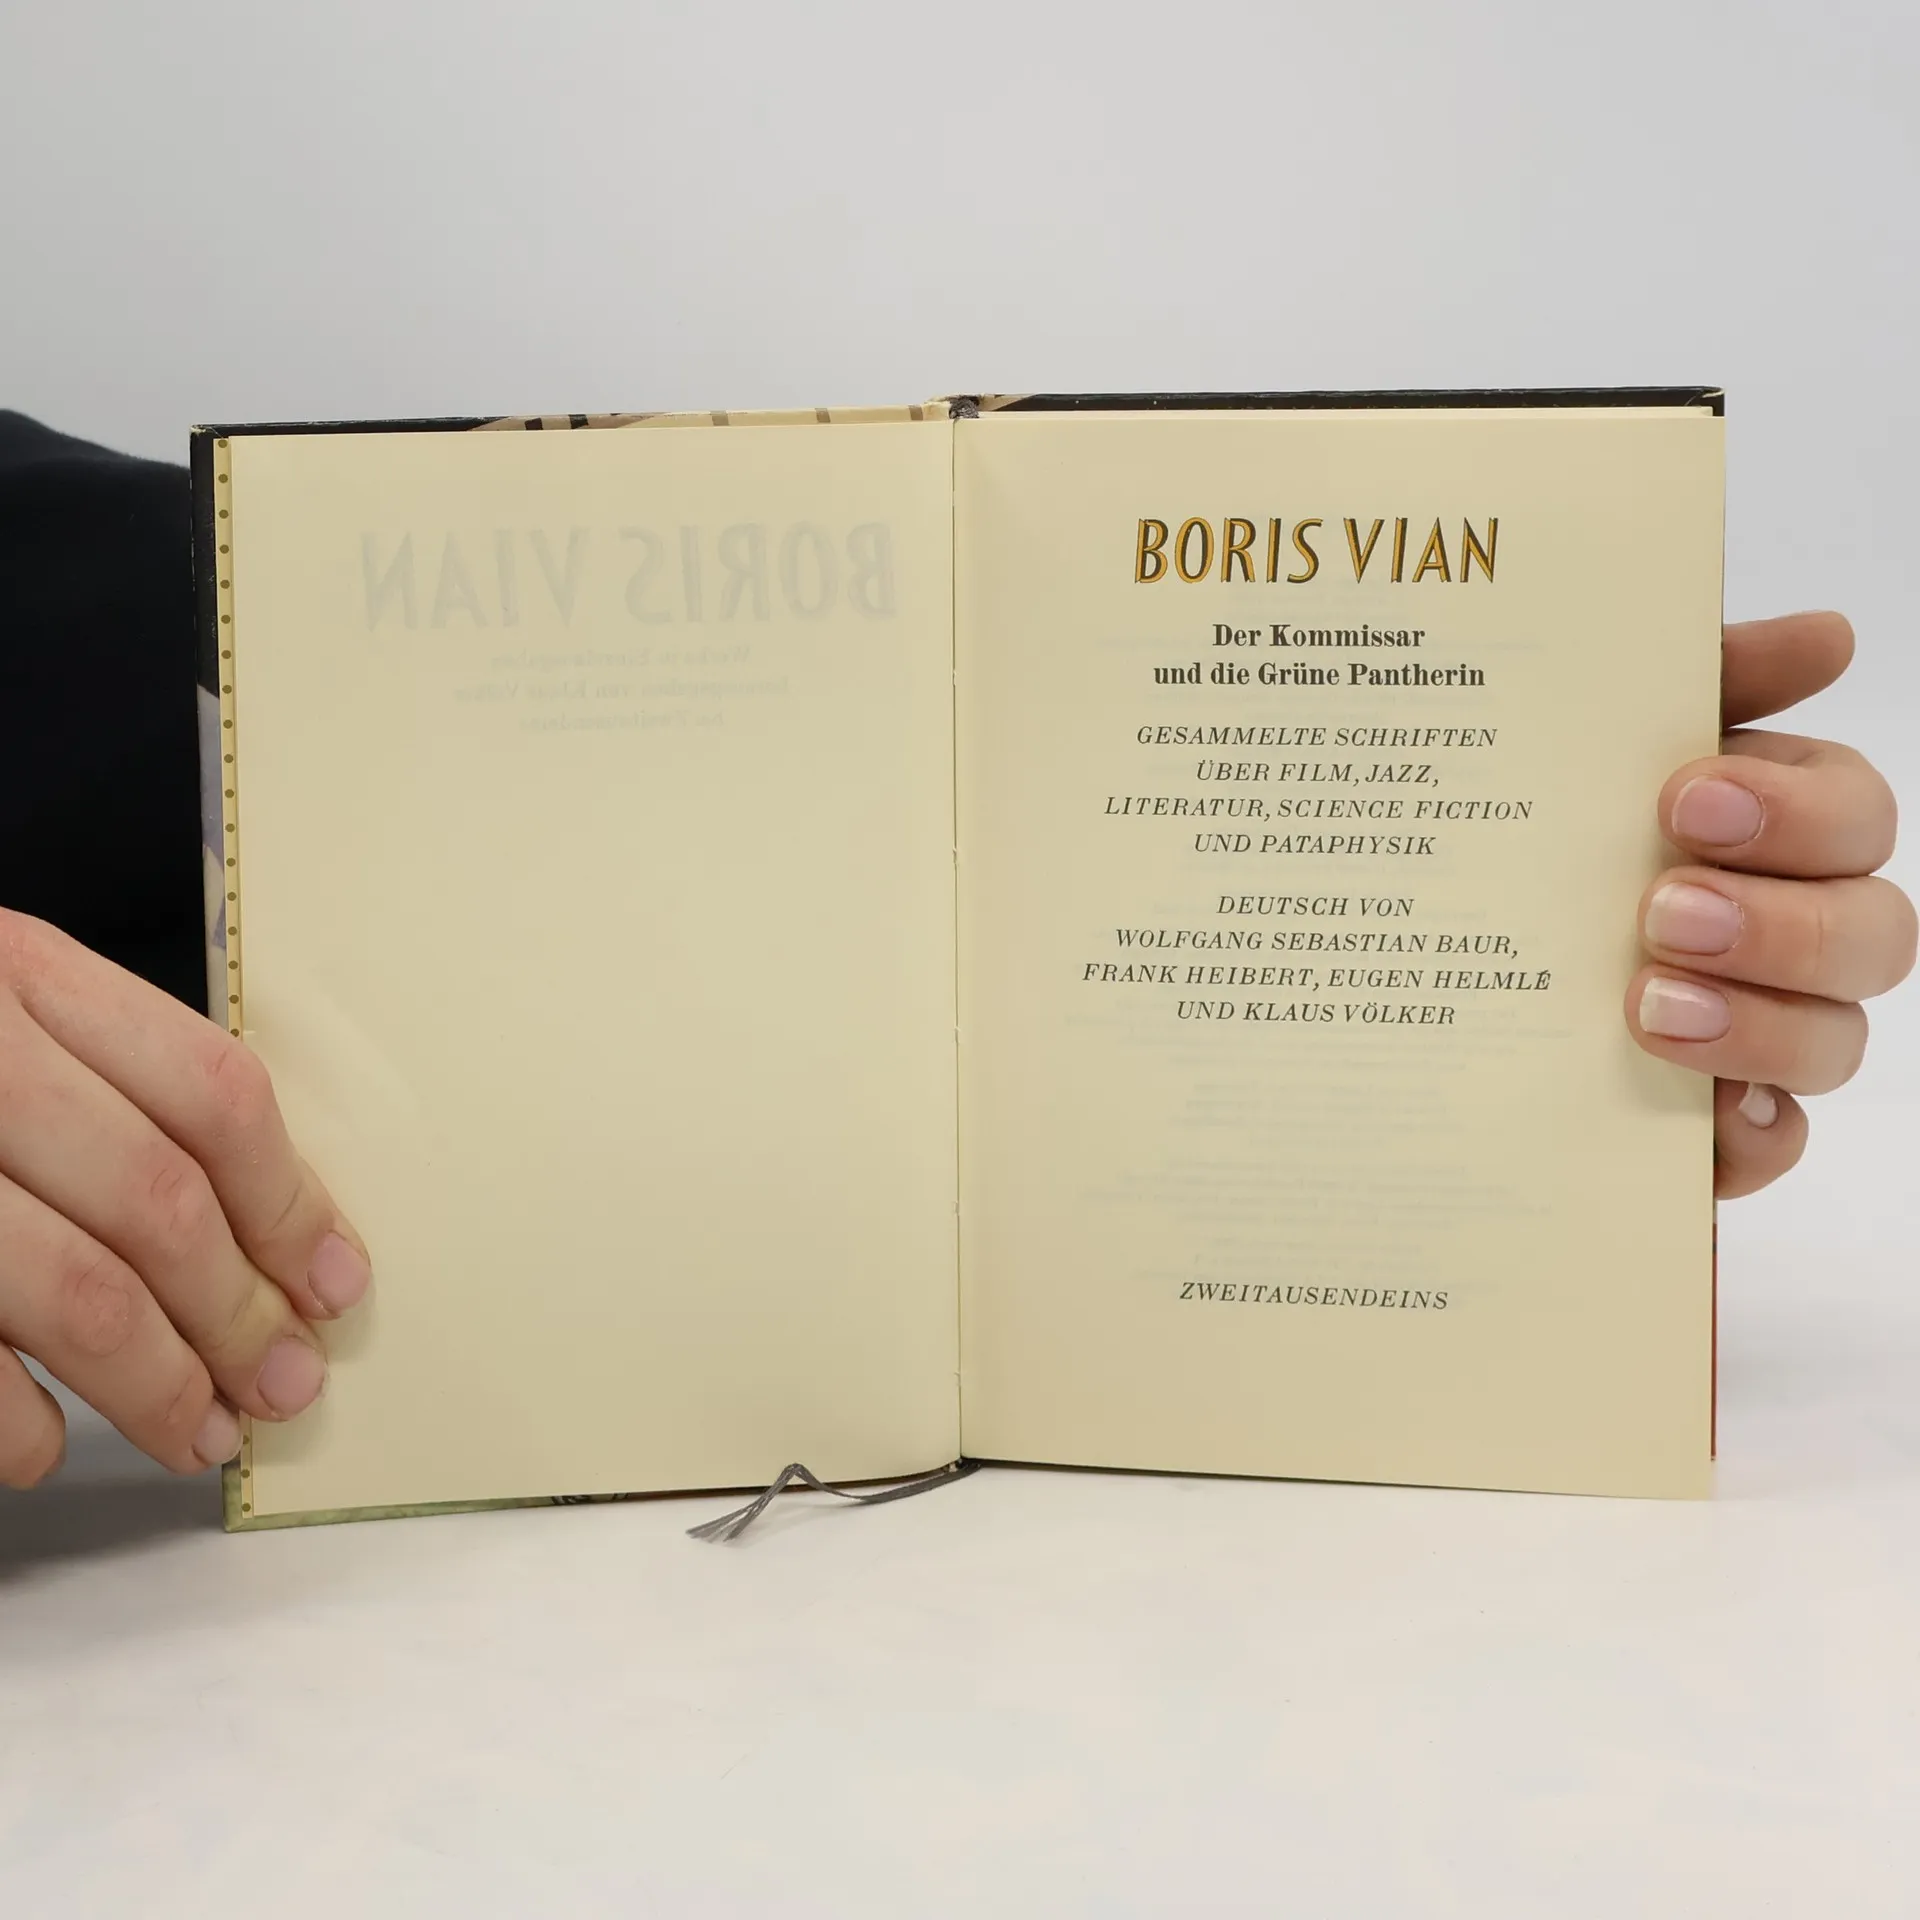 BORIS VIAN
Der Kommissar
und die Grüne Pantherin
GESAMMELTE SCHRIFTEN
ÜBER FILM, JAZZ,
LITERATUR, SCIENCE FICTION
UND PATAPHYSIK
DEUTSCH VON
WOLFGANG SEBASTIAN BAUR,
FRANK HEIBERT, EUGEN HELMLÉ
UND KLAUS VÖLKER
ZWEITAUSENDEINS